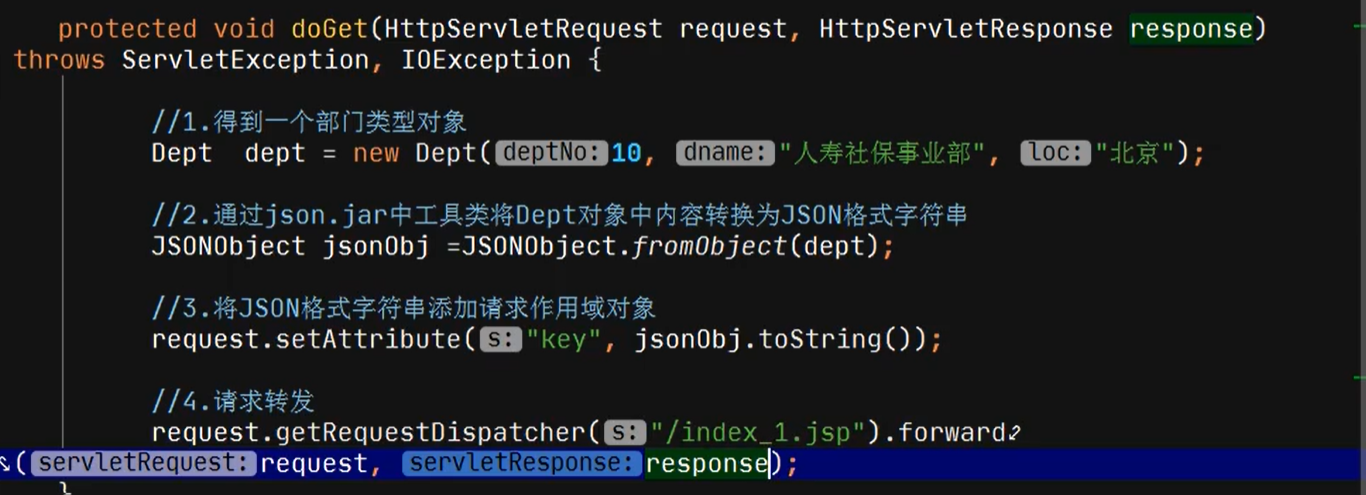 protected void doGet(HttpServletRequest request, HttpServletResponse response)
throws ServletException, IOException {
//1.得到一个部门类型对象
Dept  dept = new Dept( deptNo: 10, dname: "人寿社保事业部", loc: "北京");
//2.通过json.jar中工具类将Dept对象中内容转换为JSON格式字符串
JSONObject jsonObj =JSONObject.fromObject(dept);
//3.将JSON格式字符串添加请求作用域对象
request.setAttribute( s: "key", jsonObj.toString());
//4.请求转发
request.getRequestDispatcher( s: "/index_1.jsp").forward
( servletRequest: request, servletResponse: response);
}